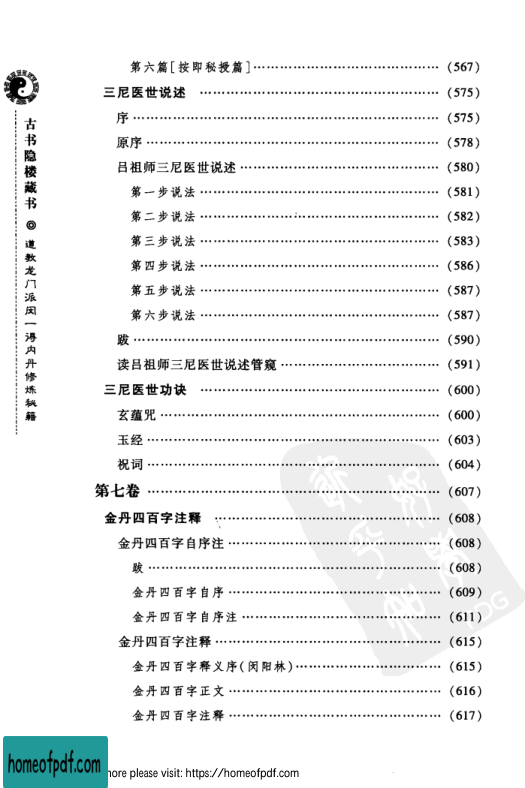 第六篇[按即秘授篇]……………………………… (567)
三尼医世说述 ……………………………………… (575)
序………………………………………………… (575)
原序……………………………………………… (578)
吕祖师三尼医世说述……………………………… (580)
第一步说法……………………………………… (581)
第二步说法……………………………………… (582)
第三步说法……………………………………… (583)
第四步说法……………………………………… (586)
第五步说法……………………………………… (587)
第六步说法……………………………………… (587)
跋………………………………………………… (590)
读吕祖师三尼医世说述管窥……………………… (591)
三尼医世功诀 ……………………………………… (600)
玄蕴咒…………………………………………… (600)
玉经……………………………………………… (603)
祝词……………………………………………… (604)
第七卷 ……………………………………………… (607)
金丹四百字注释 …………………………………… (608)
金丹四百字自序注………………………………… (608)
跋………………………………………………… (608)
金丹四百字自序………………………………… (609)
金丹四百字自序注……………………………… (611)
金丹四百字注释…………………………………… (615)
金丹四百字释义序(闵阳林)…………………… (615)
金丹四百字正文………………………………… (616)
金丹四百字注释………………………………… (617)
古书隐楼藏书◎道教龙门派闵一得内丹修炼秘籍
homeofpdf.com
more please visit: https://homeofpdf.com